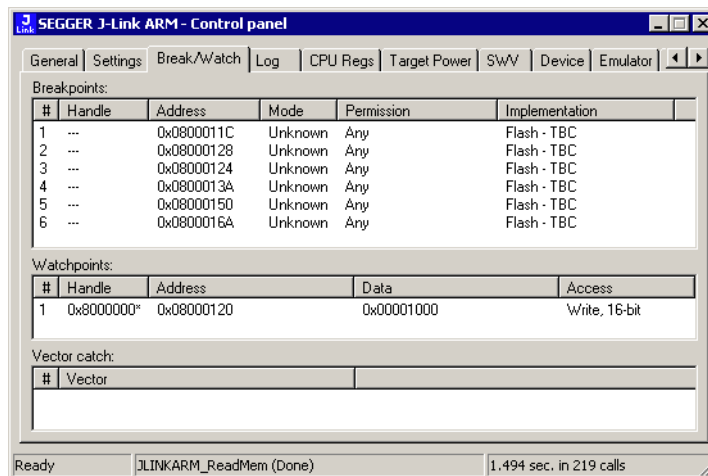 J Link SEGGER J-Link ARM - Control panel
General Settings Break/Watch Log CPU Regs Target Power SWV Device Emulator
Breakpoints:
# Handle Address Mode Permission Implementation
1 --- 0x0800011C Unknown Any Flash - TBC
2 --- 0x08000128 Unknown Any Flash - TBC
3 --- 0x08000124 Unknown Any Flash - TBC
4 --- 0x0800013A Unknown Any Flash - TBC
5 --- 0x08000150 Unknown Any Flash - TBC
6 --- 0x0800016A Unknown Any Flash - TBC
Watchpoints:
# Handle Address Data Access
1 0x8000000* 0x08000120 0x00001000 Write, 16-bit
Vector catch:
# Vector
Ready JLINKARM_ReadMem (Done) 1.494 sec. in 219 calls